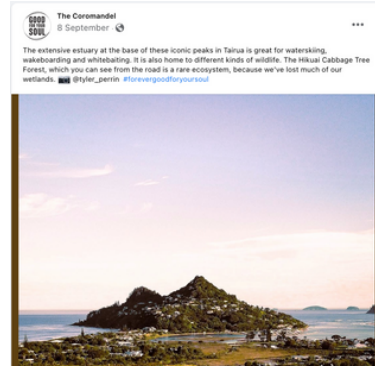 GOOD
FOR YOUR
SOUL
The Coromandel
8 September ·
The extensive estuary at the base of these iconic peaks in Tairua is great for waterskiing,
wakeboarding and whitebaiting. It is also home to different kinds of wildlife. The Hikuai Cabbage Tree
Forest, which you can see from the road is a rare ecosystem, because we've lost much of our
wetlands. 📷 @tyler_perrin #forevergoodforyoursoul